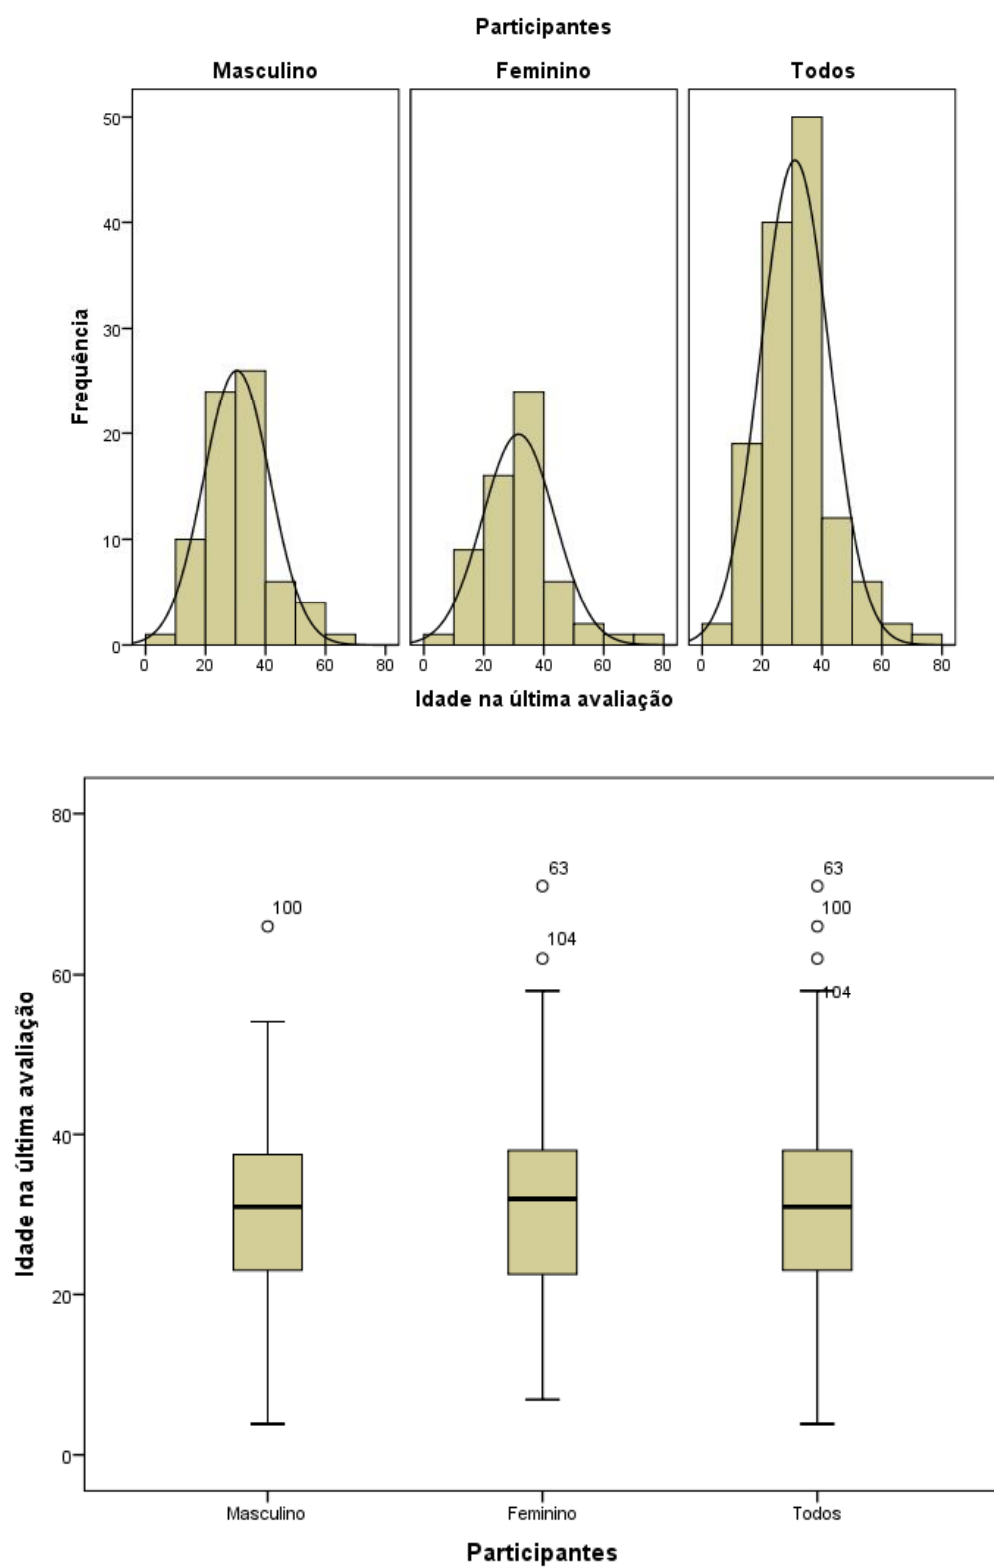 Participantes
Masculino Feminino Todos
Frequência
50
40
30
20
10
0
0 20 40 60 80 0 20 40 60 80 0 20 40 60 80
Idade na última avaliação
Idade na última avaliação
80
60
40
20
0
100
63
104
63
100
104
Masculino Feminino Todos
Participantes